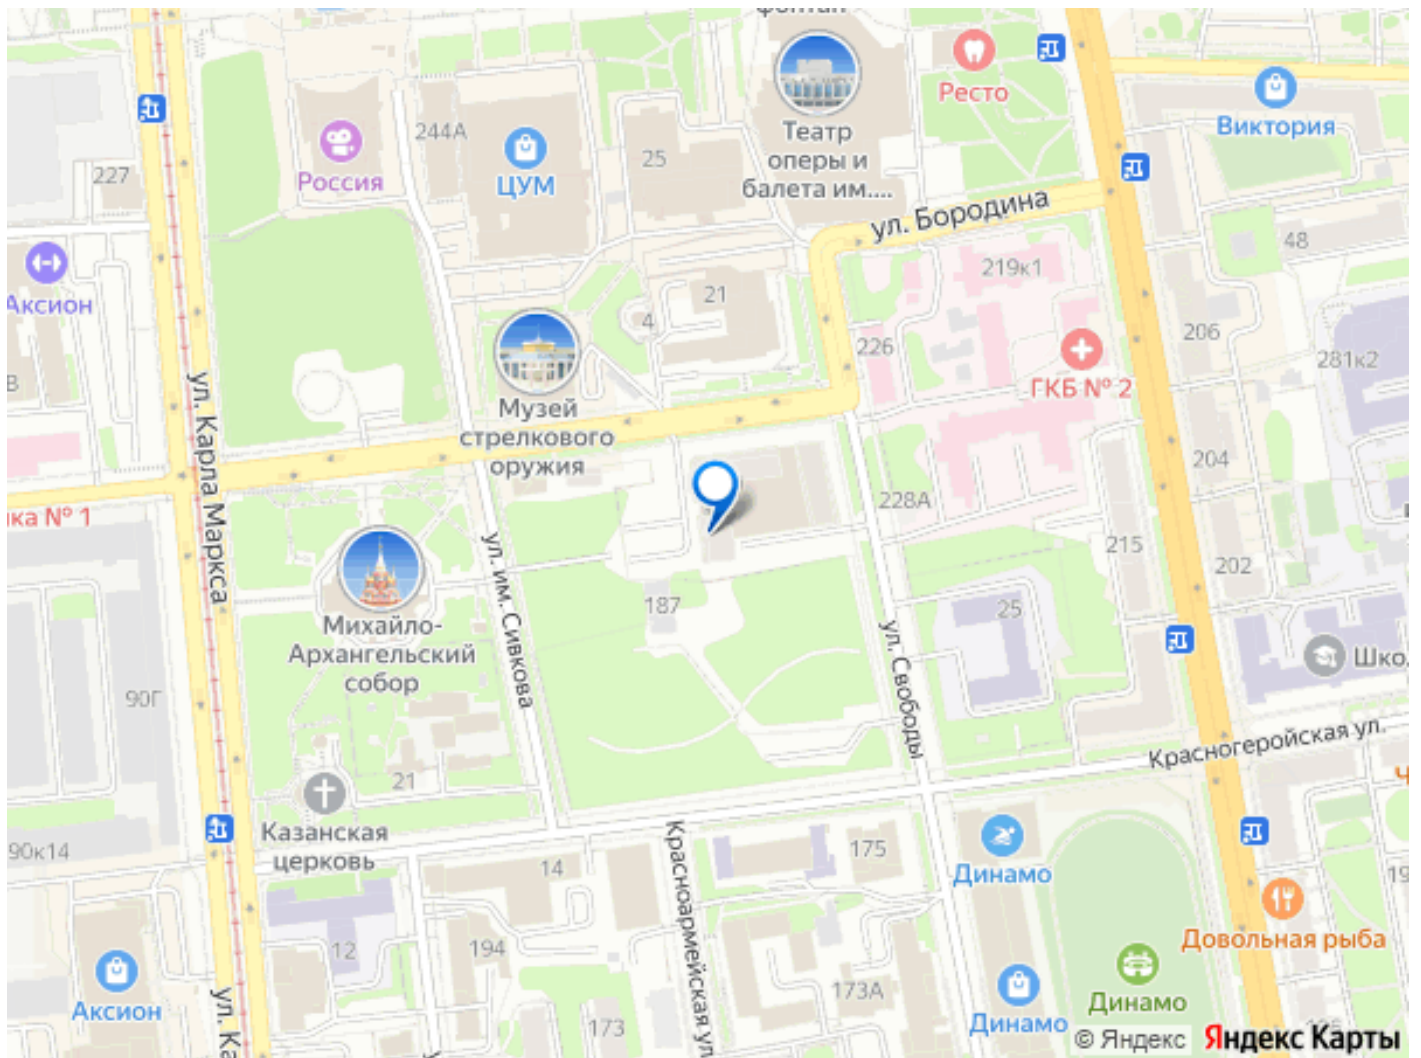 Ресто
244А
Театр
оперы и
балета им....
Виктория
25
Россия
ЦУМ
227
ул. Бородина
48
219к1
Аксион
21
4
206
226
281к2
ГКБ № 2
В
Музей
стрелкового
оружия
ул. Карла Маркса
204
228А
ка № 1
215
ул. им. Сивкова
202
187
25
Михайло-
Архангельский
собор
ул. Свободы
Шко
90Г
Красногеройская ул.
21
Ч
Казанская
церковь
90к14
14
175
Динамо
Красноармейская ул
12
194
Довольная рыба
Аксион
173А
Динамо
Динамо
173
ул. Ка
© Яндекс Яндекс Карты